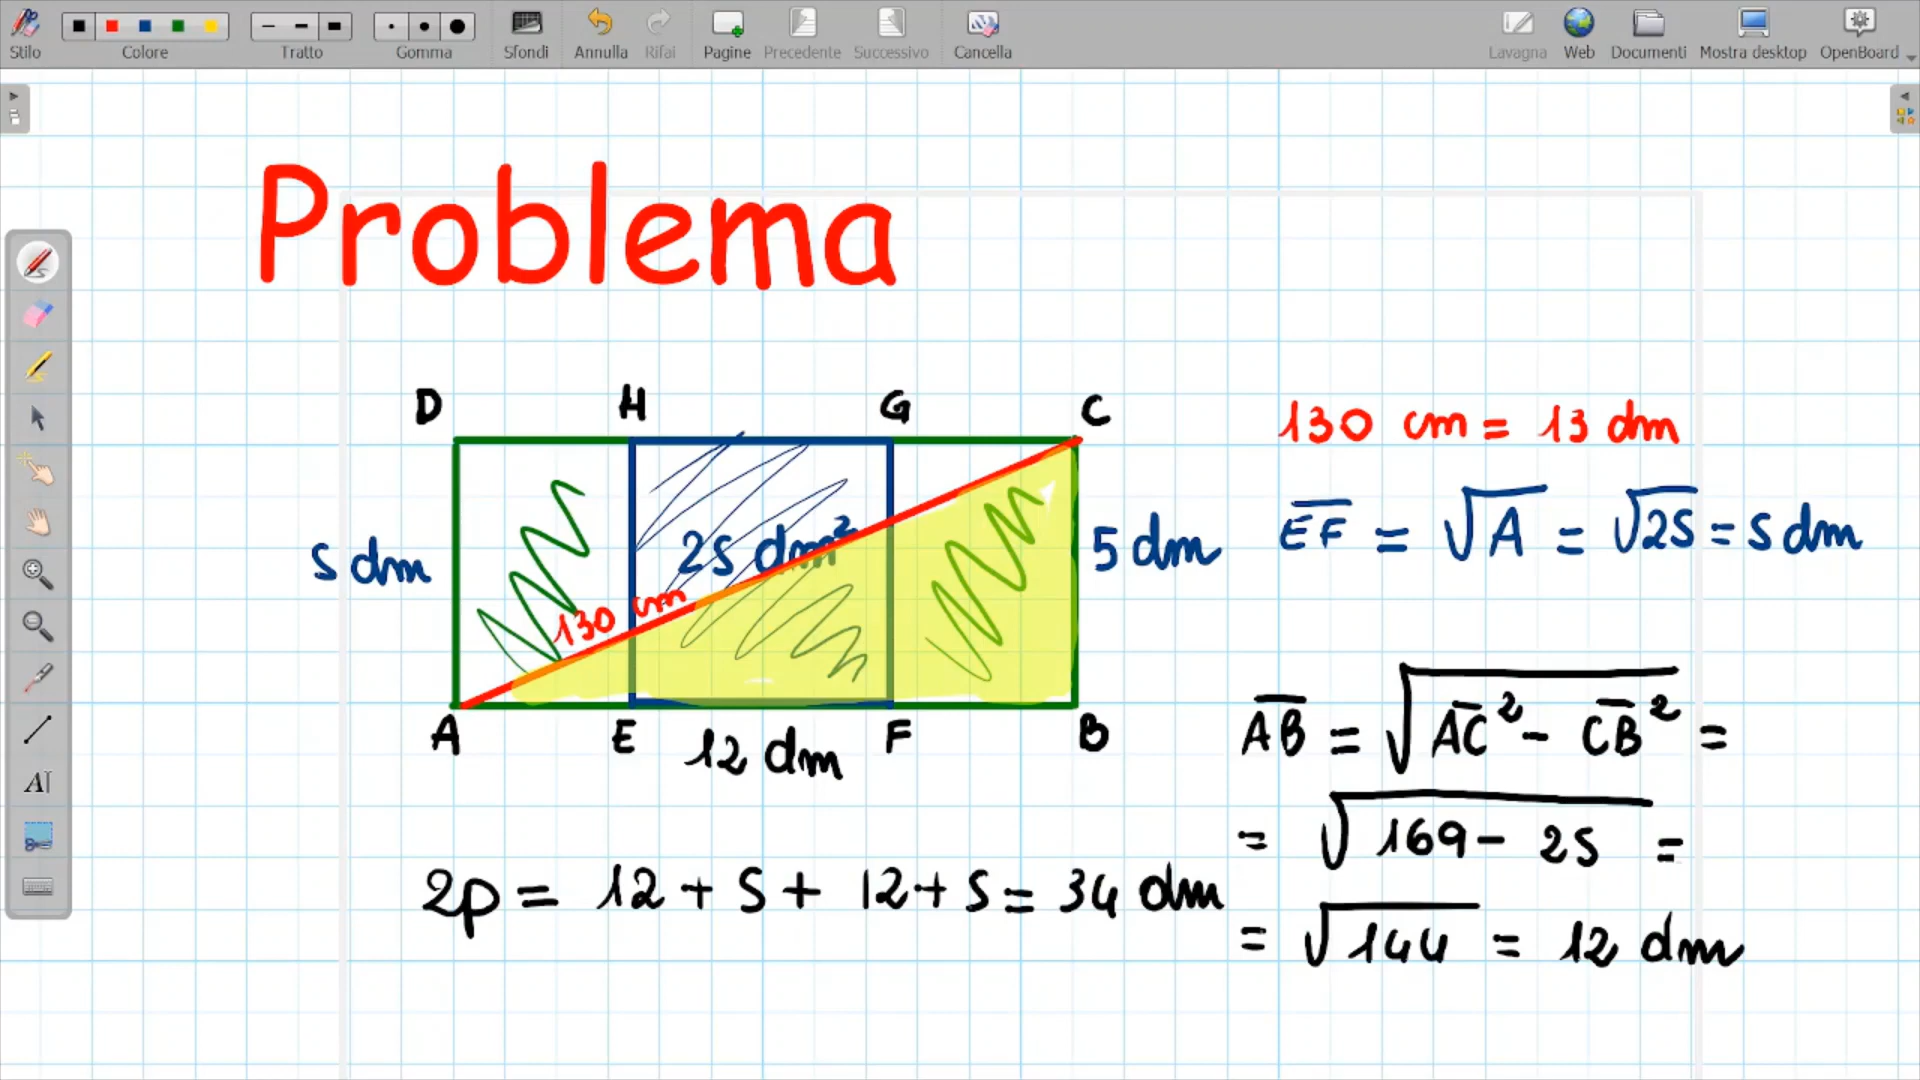 Stilo Colore Tratto Gomma Sfondi Annulla Rifai Pagine Precedente Successivo Cancella Lavagna Web Documenti Mostra desktop OpenBoard
Problema
D H G C
130 cm = 13 dm
EF = √A = √25 = 5 dm
5 dm
25 dm²
5 dm
130 cm
A E F B
12 dm
AB = √AC² - CB² =
= √169 - 25 =
2p = 12 + 5 + 12 + 5 = 34 dm
= √144 = 12 dm